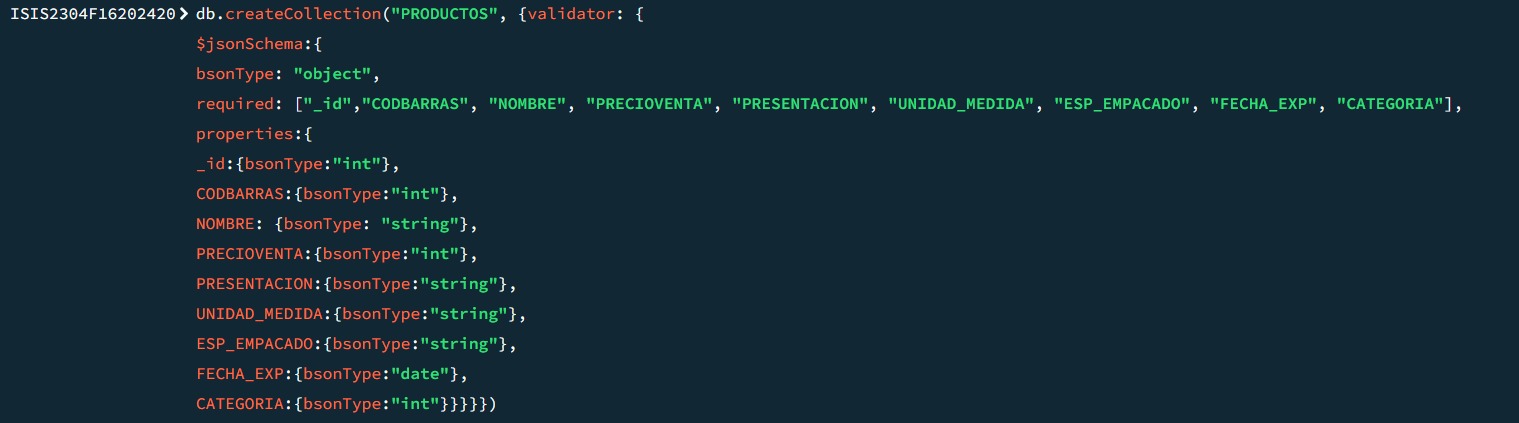 ISIS2304F16202420> db.createCollection("PRODUCTOS", {validator: {
$jsonSchema:{
bsonType: "object",
required: ["_id","CODBARRAS", "NOMBRE", "PRECIOVENTA", "PRESENTACION", "UNIDAD_MEDIDA", "ESP_EMPACADO", "FECHA_EXP", "CATEGORIA"],
properties:{
_id:{bsonType:"int"},
CODBARRAS:{bsonType:"int"},
NOMBRE: {bsonType: "string"},
PRECIOVENTA:{bsonType:"int"},
PRESENTACION:{bsonType:"string"},
UNIDAD_MEDIDA:{bsonType:"string"},
ESP_EMPACADO:{bsonType:"string"},
FECHA_EXP:{bsonType:"date"},
CATEGORIA:{bsonType:"int"}}}}})